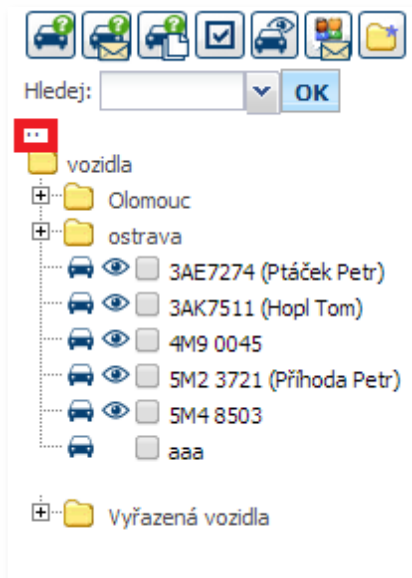 Hledej: OK
..
vozidla
Olomouc
ostrava
3AE7274 (Ptáček Petr)
3AK7511 (Hopl Tom)
4M9 0045
5M2 3721 (Příhoda Petr)
5M4 8503
aaa
Vyřazená vozidla